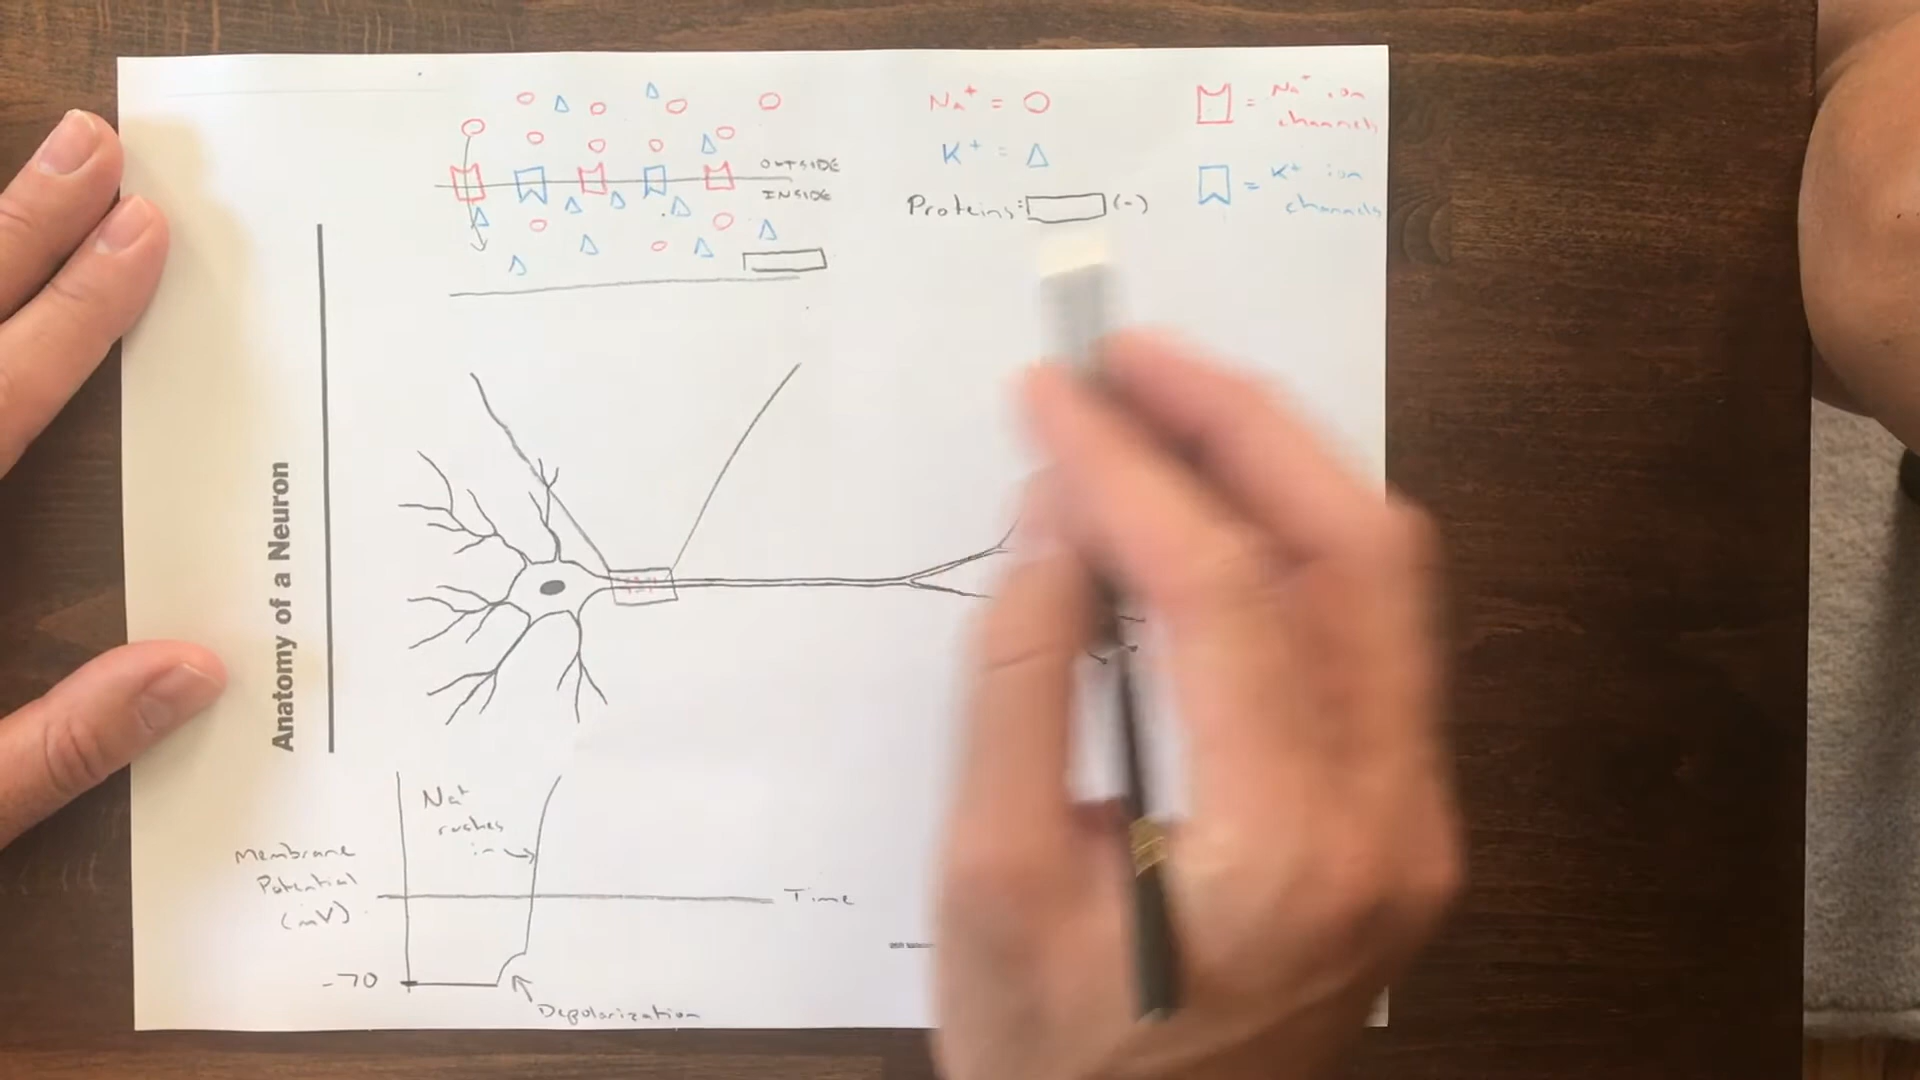 Na+ = O
Na+ ion
channels
OUTSIDE
INSIDE
K+ = Δ
K+ ion
channels
Proteins: (-)
Anatomy of a Neuron
Na+
rushes
in
Membrane
Potential
(mV)
Time
-70
Depolarization